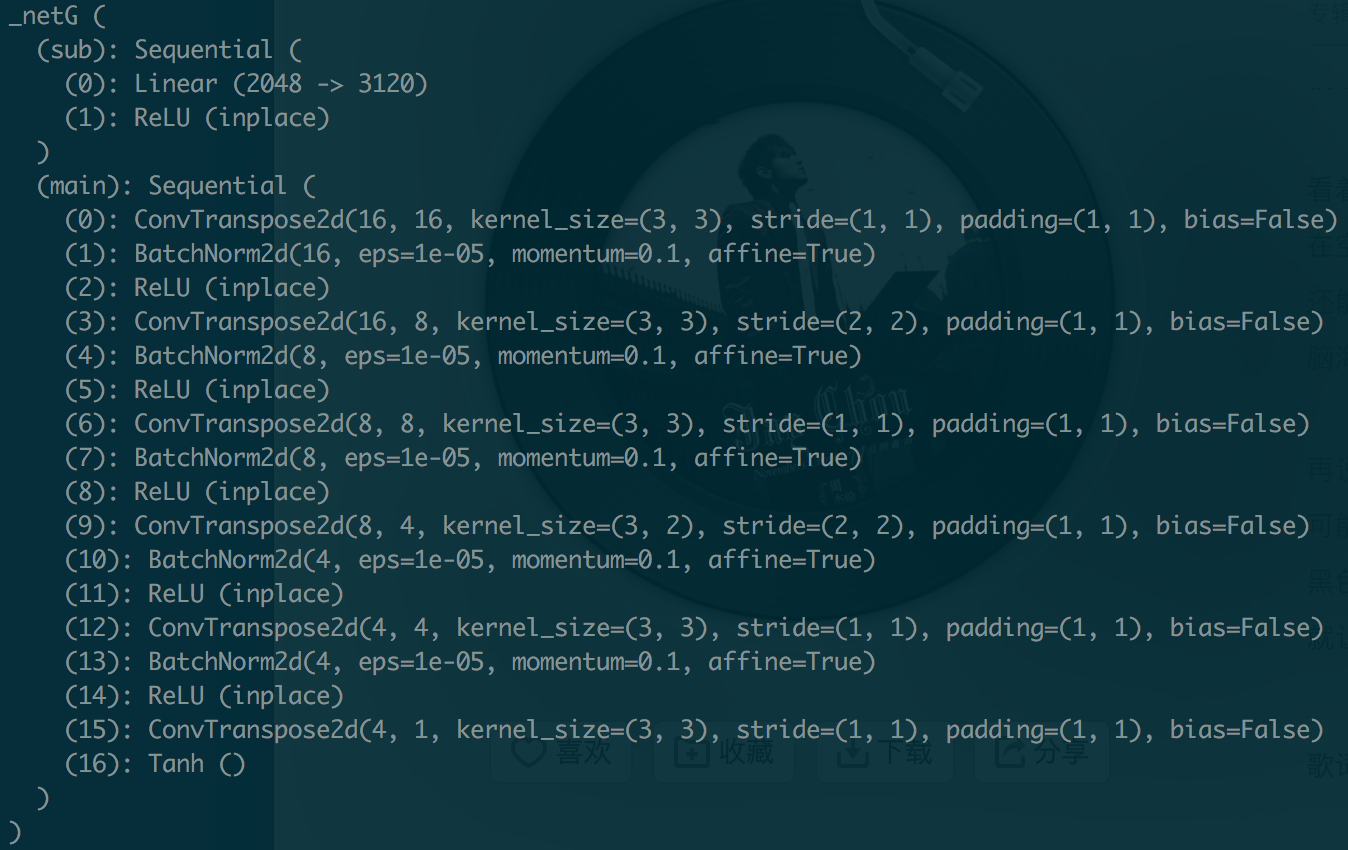 _netG (
  (sub): Sequential (
    (0): Linear (2048 -> 3120)
    (1): ReLU (inplace)
  )
  (main): Sequential (
    (0): ConvTranspose2d(16, 16, kernel_size=(3, 3), stride=(1, 1), padding=(1, 1), bias=False)
    (1): BatchNorm2d(16, eps=1e-05, momentum=0.1, affine=True)
    (2): ReLU (inplace)
    (3): ConvTranspose2d(16, 8, kernel_size=(3, 3), stride=(2, 2), padding=(1, 1), bias=False)
    (4): BatchNorm2d(8, eps=1e-05, momentum=0.1, affine=True)
    (5): ReLU (inplace)
    (6): ConvTranspose2d(8, 8, kernel_size=(3, 3), stride=(1, 1), padding=(1, 1), bias=False)
    (7): BatchNorm2d(8, eps=1e-05, momentum=0.1, affine=True)
    (8): ReLU (inplace)
    (9): ConvTranspose2d(8, 4, kernel_size=(3, 2), stride=(2, 2), padding=(1, 1), bias=False)
    (10): BatchNorm2d(4, eps=1e-05, momentum=0.1, affine=True)
    (11): ReLU (inplace)
    (12): ConvTranspose2d(4, 4, kernel_size=(3, 3), stride=(1, 1), padding=(1, 1), bias=False)
    (13): BatchNorm2d(4, eps=1e-05, momentum=0.1, affine=True)
    (14): ReLU (inplace)
    (15): ConvTranspose2d(4, 1, kernel_size=(3, 3), stride=(1, 1), padding=(1, 1), bias=False)
    (16): Tanh ()
  )
)
喜欢 收藏 下载 分享